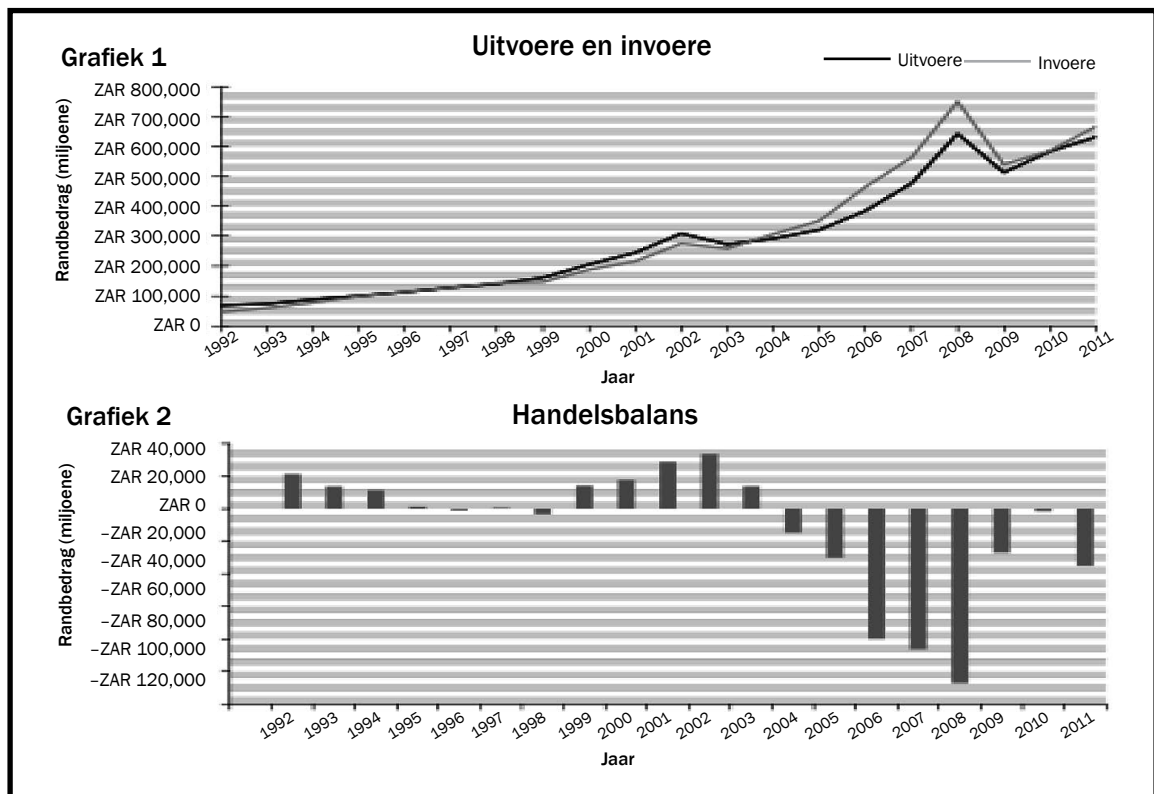 Grafiek 1
Uitvoere en invoere
Uitvoere
Invoere
Randbedrag (miljoene)
ZAR 800,000
ZAR 700,000
ZAR 600,000
ZAR 500,000
ZAR 400,000
ZAR 300,000
ZAR 200,000
ZAR 100,000
ZAR 0
1992 1993 1994 1995 1996 1997 1998 1999 2000 2001 2002 2003 2004 2005 2006 2007 2008 2009 2010 2011
Jaar
Grafiek 2
Handelsbalans
Randbedrag (miljoene)
ZAR 40,000
ZAR 20,000
ZAR 0
–ZAR 20,000
–ZAR 40,000
–ZAR 60,000
–ZAR 80,000
–ZAR 100,000
–ZAR 120,000
1992 1993 1994 1995 1996 1997 1998 1999 2000 2001 2002 2003 2004 2005 2006 2007 2008 2009 2010 2011
Jaar